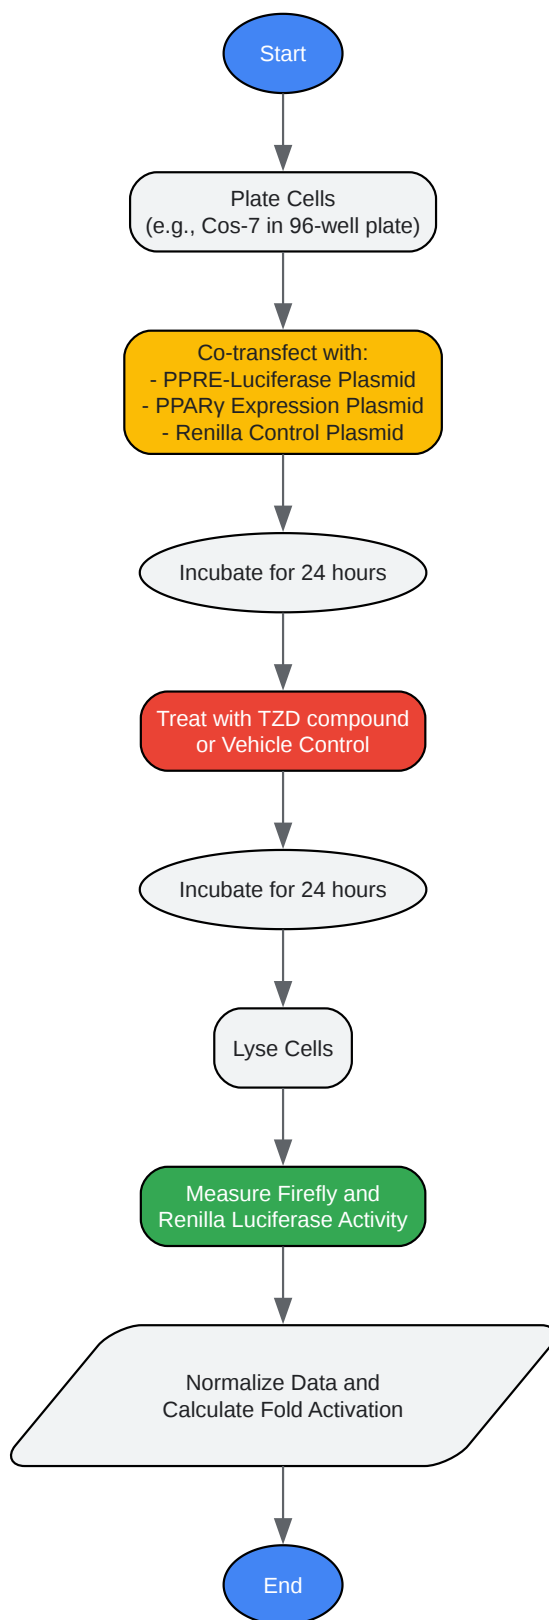 Start
Plate Cells
(e.g., Cos-7 in 96-well plate)
Co-transfect with:
- PPRE-Luciferase Plasmid
- PPARγ Expression Plasmid
- Renilla Control Plasmid
Incubate for 24 hours
Treat with TZD compound
or Vehicle Control
Incubate for 24 hours
Lyse Cells
Measure Firefly and
Renilla Luciferase Activity
Normalize Data and
Calculate Fold Activation
End